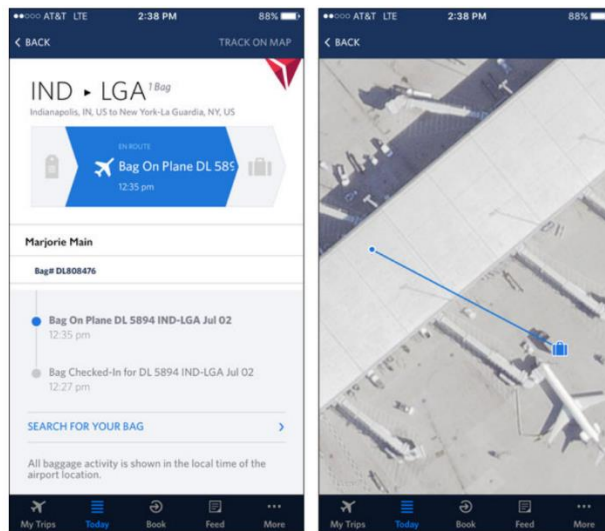 AT&T LTE 2:38 PM 88%
BACK TRACK ON MAP
IND ▸ LGA 1 Bag
Indianapolis, IN, US to New York-La Guardia, NY, US
EN ROUTE
Bag On Plane DL 589
12:35 pm
Marjorie Main
Bag# DL808476
Bag On Plane DL 5894 IND-LGA Jul 02
12:35 pm
Bag Checked-In for DL 5894 IND-LGA Jul 02
12:27 pm
SEARCH FOR YOUR BAG
All baggage activity is shown in the local time of the
airport location.
My Trips Today Book Feed More
AT&T LTE 2:38 PM 88%
BACK
My Trips Today Book Feed More